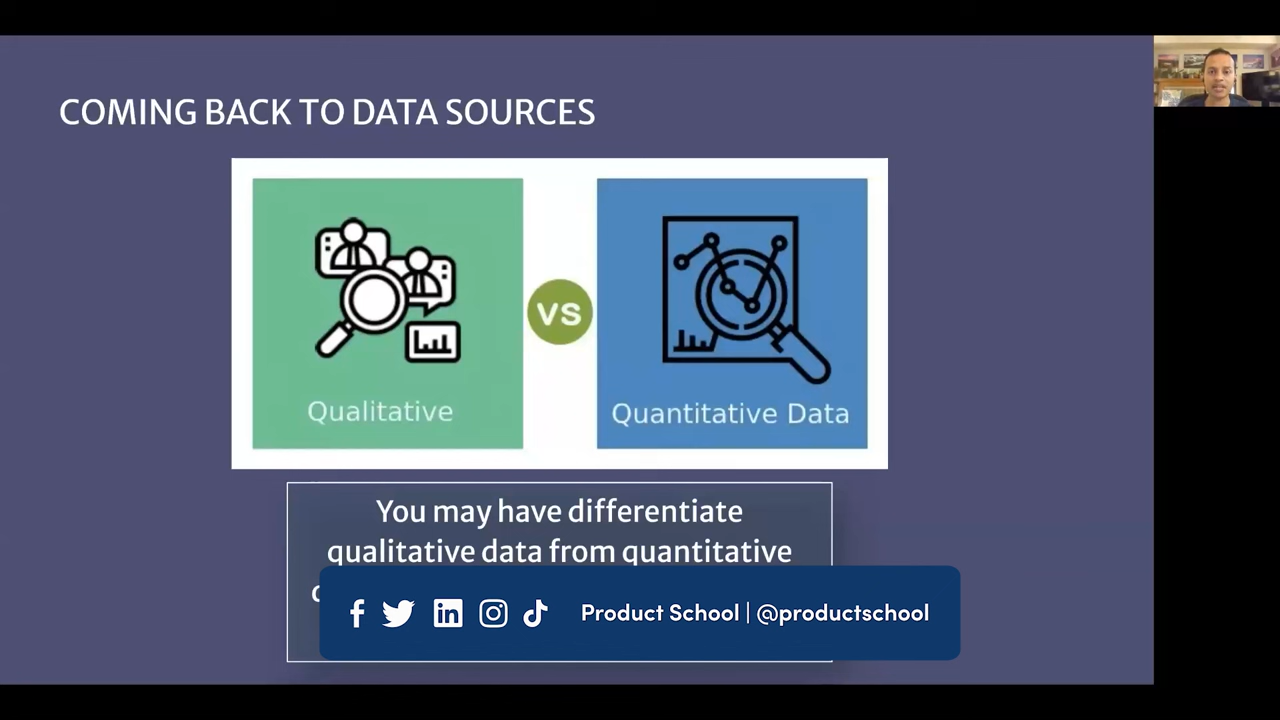 COMING BACK TO DATA SOURCES
VS
Qualitative
Quantitative Data
You may have differentiate
qualitative data from quantitative
Product School | @productschool